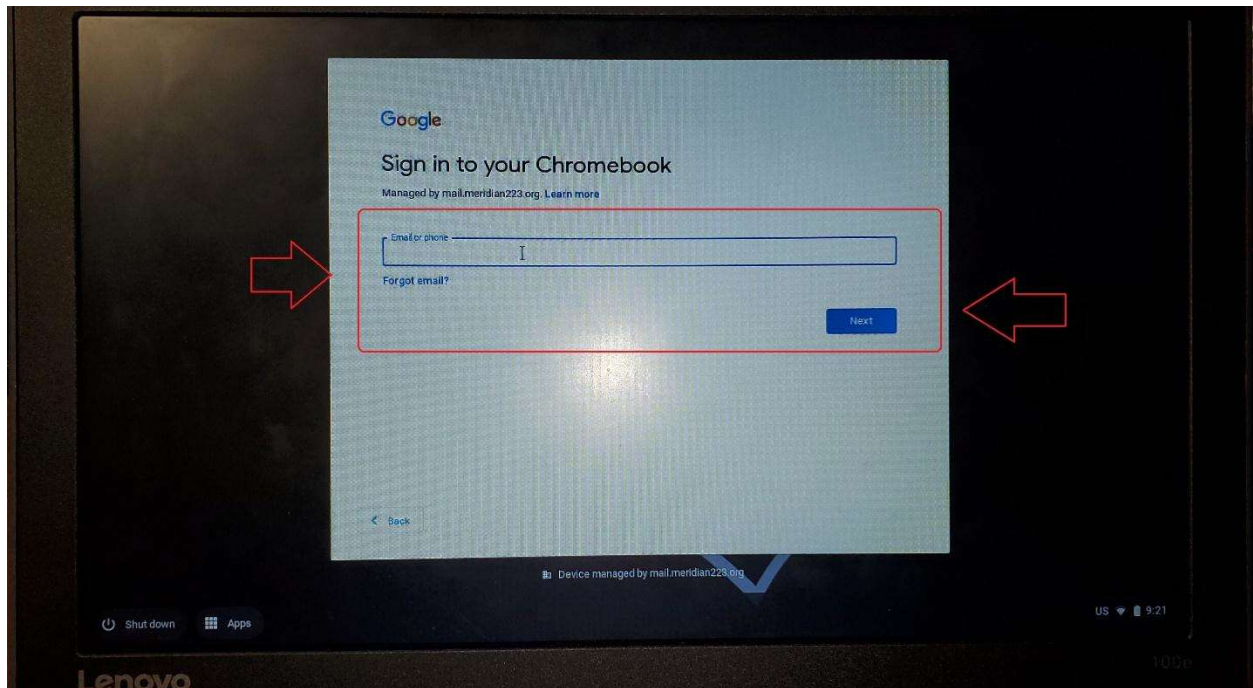 Google
Sign in to your Chromebook
Managed by mail.meridian223.org. Learn more
Email or phone
Forgot email?
Next
Back
Device managed by mail.meridian223.org
Shut down
Apps
US
9:21
Lenovo
100e